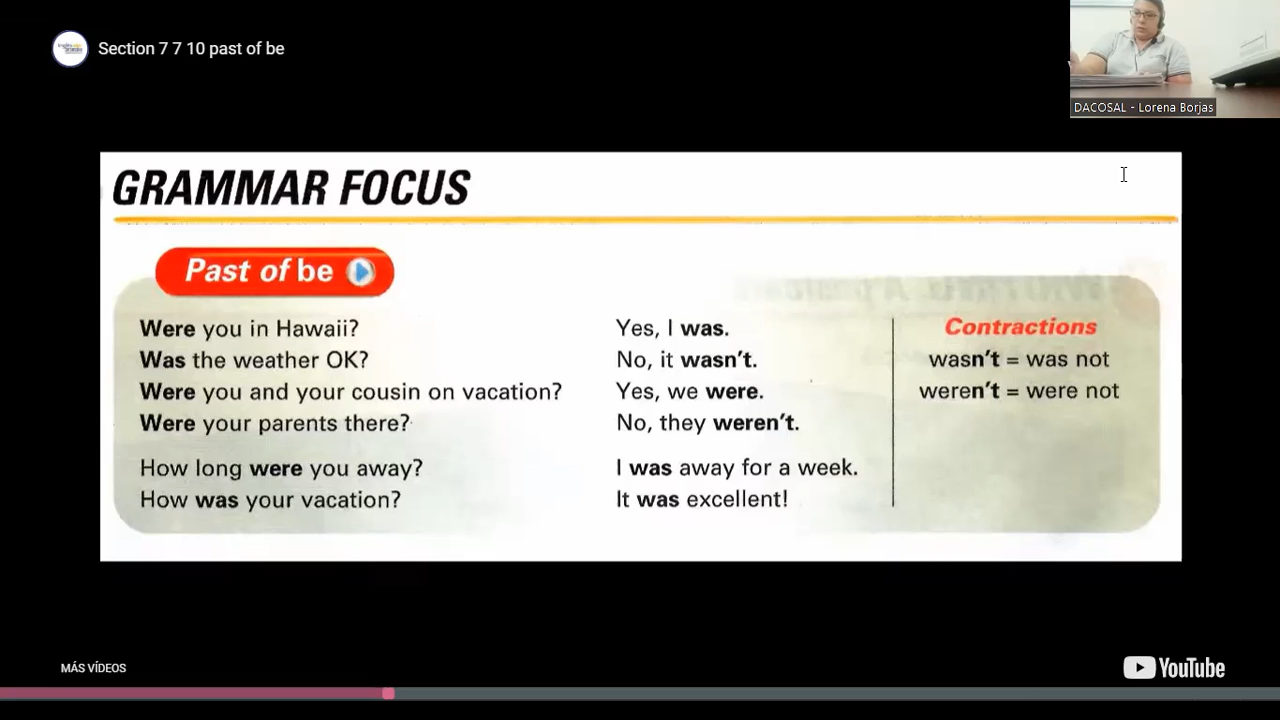 Section 7 7 10 past of be
DACOSAL - Lorena Borjas
GRAMMAR FOCUS
Past of be
Were you in Hawaii? Yes, I was.
Was the weather OK? No, it wasn't.
Were you and your cousin on vacation? Yes, we were.
Were your parents there? No, they weren't.
How long were you away? I was away for a week.
How was your vacation? It was excellent!
Contractions
wasn't = was not
weren't = were not
MÁS VÍDEOS
YouTube